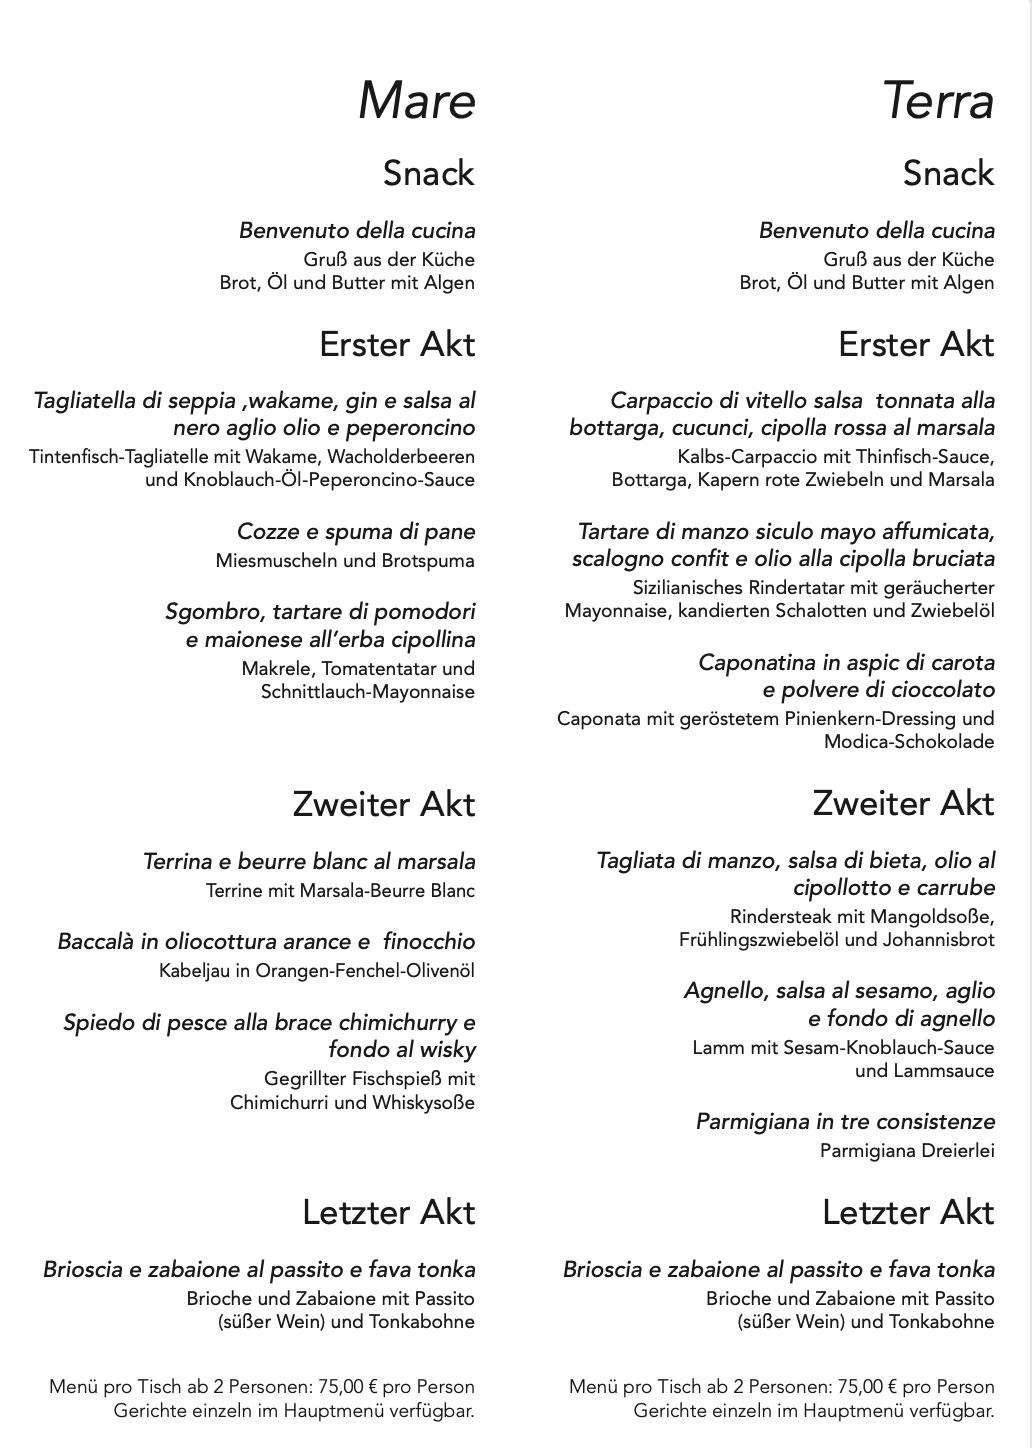 Mare
Snack
Benvenuto della cucina
Gruß aus der Küche
Brot, Öl und Butter mit Algen
Erster Akt
Tagliatella di seppia ,wakame, gin e salsa al
nero aglio olio e peperoncino
Tintenfisch-Tagliatelle mit Wakame, Wacholderbeeren
und Knoblauch-Öl-Peperoncino-Sauce
Cozze e spuma di pane
Miesmuscheln und Brotspuma
Sgombro, tartare di pomodori
e maionese all’erba cipollina
Makrele, Tomatentatar und
Schnittlauch-Mayonnaise
Zweiter Akt
Terrina e beurre blanc al marsala
Terrine mit Marsala-Beurre Blanc
Baccalà in oliocottura arance e  finocchio
Kabeljau in Orangen-Fenchel-Olivenöl
Spiedo di pesce alla brace chimichurry e
fondo al wisky
Gegrillter Fischspieß mit
Chimichurri und Whiskysoße
Letzter Akt
Brioscia e zabaione al passito e fava tonka
Brioche und Zabaione mit Passito
(süßer Wein) und Tonkabohne
Menü pro Tisch ab 2 Personen: 75,00 € pro Person
Gerichte einzeln im Hauptmenü verfügbar.
Terra
Snack
Benvenuto della cucina
Gruß aus der Küche
Brot, Öl und Butter mit Algen
Erster Akt
Carpaccio di vitello salsa  tonnata alla
bottarga, cucunci, cipolla rossa al marsala
Kalbs-Carpaccio mit Thinfisch-Sauce,
Bottarga, Kapern rote Zwiebeln und Marsala
Tartare di manzo siculo mayo affumicata,
scalogno confit e olio alla cipolla bruciata
Sizilianisches Rindertatar mit geräucherter
Mayonnaise, kandierten Schalotten und Zwiebelöl
Caponatina in aspic di carota
e polvere di cioccolato
Caponata mit geröstetem Pinienkern-Dressing und
Modica-Schokolade
Zweiter Akt
Tagliata di manzo, salsa di bieta, olio al
cipollotto e carrube
Rindersteak mit Mangoldsoße,
Frühlingszwiebelöl und Johannisbrot
Agnello, salsa al sesamo, aglio
e fondo di agnello
Lamm mit Sesam-Knoblauch-Sauce
und Lammsauce
Parmigiana in tre consistenze
Parmigiana Dreierlei
Letzter Akt
Brioscia e zabaione al passito e fava tonka
Brioche und Zabaione mit Passito
(süßer Wein) und Tonkabohne
Menü pro Tisch ab 2 Personen: 75,00 € pro Person
Gerichte einzeln im Hauptmenü verfügbar.